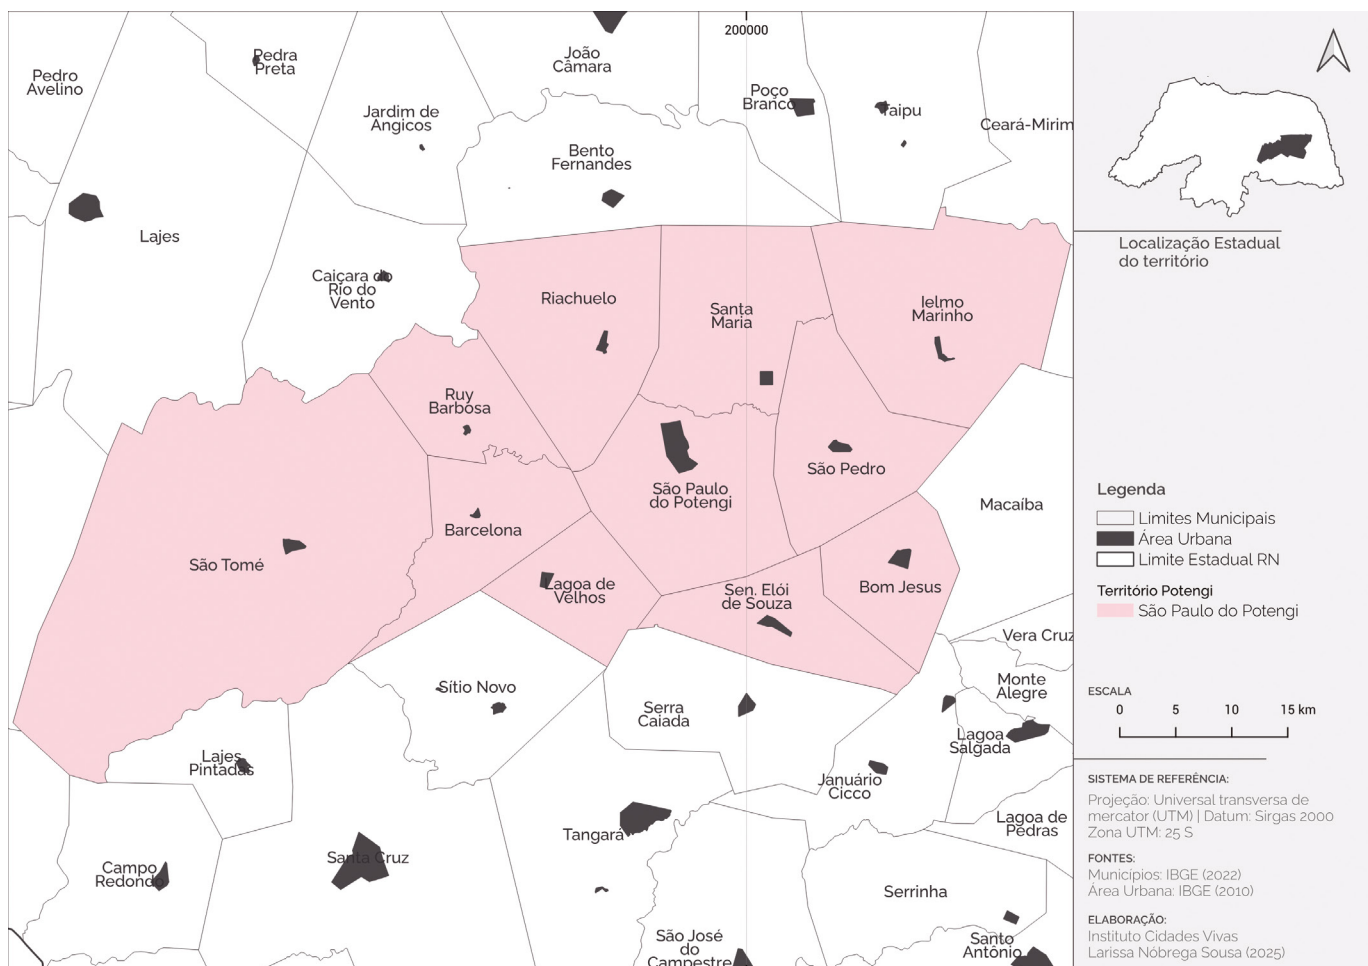 200000
João
Câmara
Pedra
Preta
Pedro
Avelino
Poço
Branco
Taipu
Jardim de
Angicos
Ceará-Mirim
Bento
Fernandes
Lajes
Caiçara do
Rio do
Vento
Riachuelo
Santa
Maria
Ielmo
Marinho
Ruy
Barbosa
São Pedro
São Paulo
do Potengi
Macaíba
Barcelona
São Tomé
Lagoa de
Velhos
Sen. Elói
de Souza
Bom Jesus
Vera Cruz
Monte
Alegre
Sítio Novo
Serra
Caiada
Lagoa
Salgada
Lajes
Pintadas
Januário
Cicco
Lagoa de
Pedras
Tangará
Santa Cruz
Campo
Redondo
Serrinha
São José
do
Campestre
Santo
Antônio
Localização Estadual
do território
Legenda
Limites Municipais
Área Urbana
Limite Estadual RN
Território Potengi
São Paulo do Potengi
ESCALA
0 5 10 15 km
SISTEMA DE REFERÊNCIA:
Projeção: Universal transversa de
mercator (UTM) | Datum: Sirgas 2000
Zona UTM: 25 S
FONTES:
Municípios: IBGE (2022)
Área Urbana: IBGE (2010)
ELABORAÇÃO:
Instituto Cidades Vivas
Larissa Nóbrega Sousa (2025)